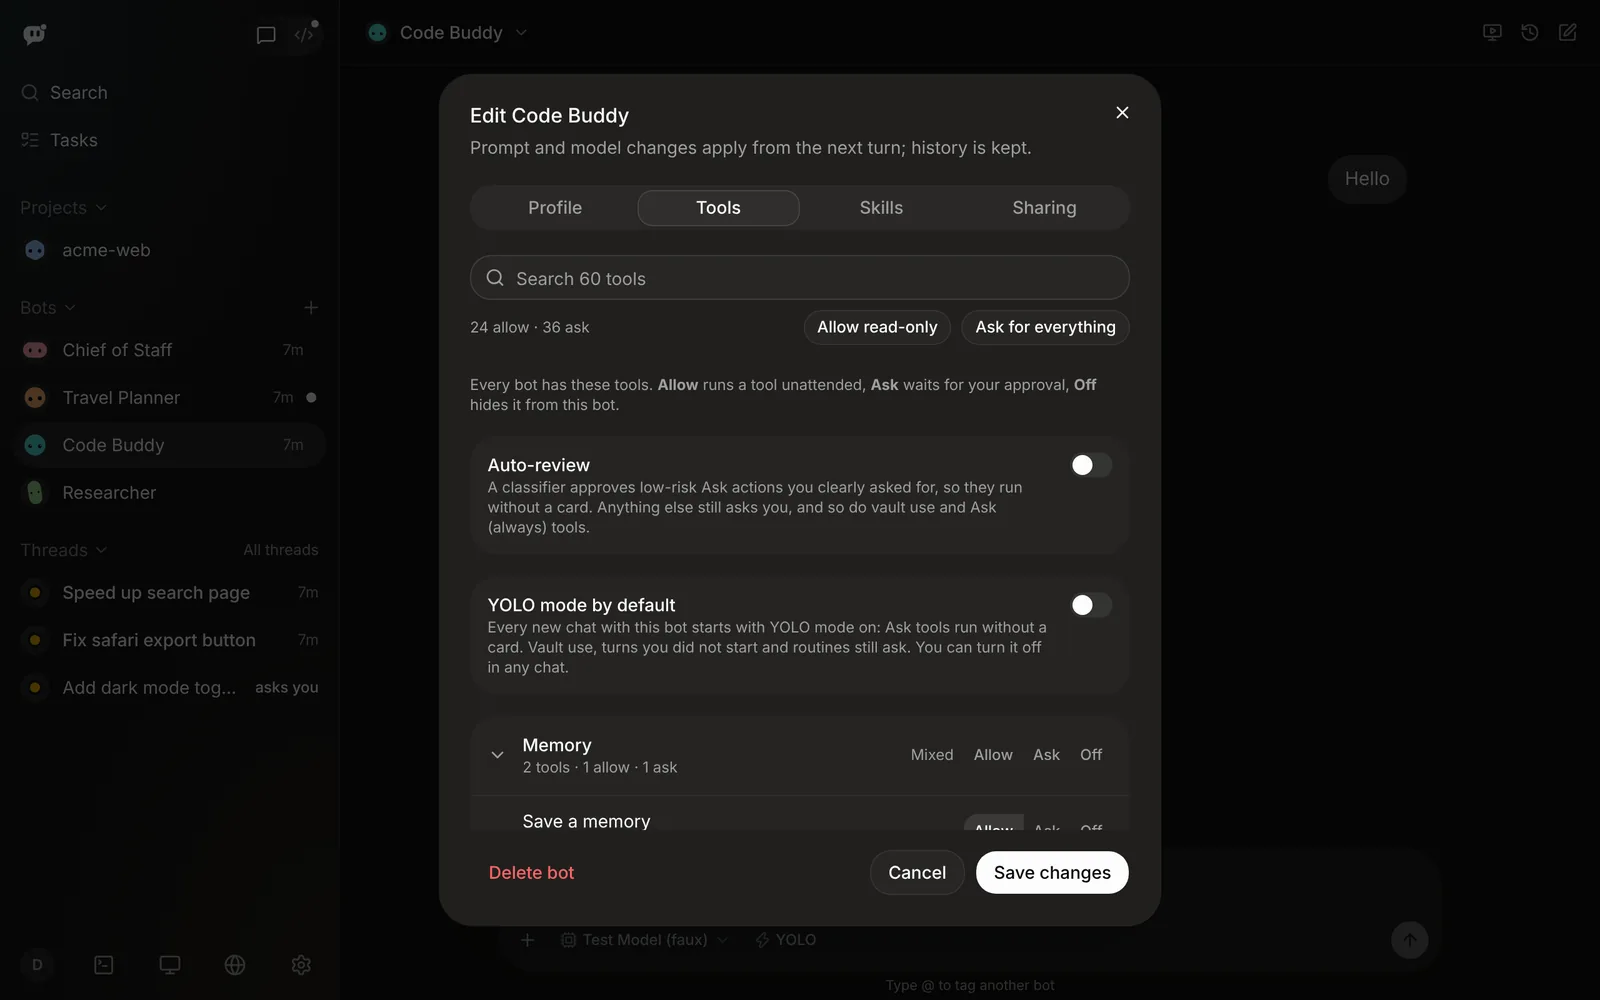 Code Buddy
Search
Tasks
Projects
acme-web
Bots
Chief of Staff 7m
Travel Planner 7m
Code Buddy 7m
Researcher
Threads All threads
Speed up search page 7m
Fix safari export button 7m
Add dark mode tog... asks you
D
Hello
Edit Code Buddy
Prompt and model changes apply from the next turn; history is kept.
Profile Tools Skills Sharing
Search 60 tools
24 allow · 36 ask Allow read-only Ask for everything
Every bot has these tools. Allow runs a tool unattended, Ask waits for your approval, Off
hides it from this bot.
Auto-review
A classifier approves low-risk Ask actions you clearly asked for, so they run
without a card. Anything else still asks you, and so do vault use and Ask
(always) tools.
YOLO mode by default
Every new chat with this bot starts with YOLO mode on: Ask tools run without a
card. Vault use, turns you did not start and routines still ask. You can turn it off
in any chat.
Memory Mixed Allow Ask Off
2 tools · 1 allow · 1 ask
Save a memory Allow Ask Off
Delete bot Cancel Save changes
Test Model (faux) YOLO
Type @ to tag another bot